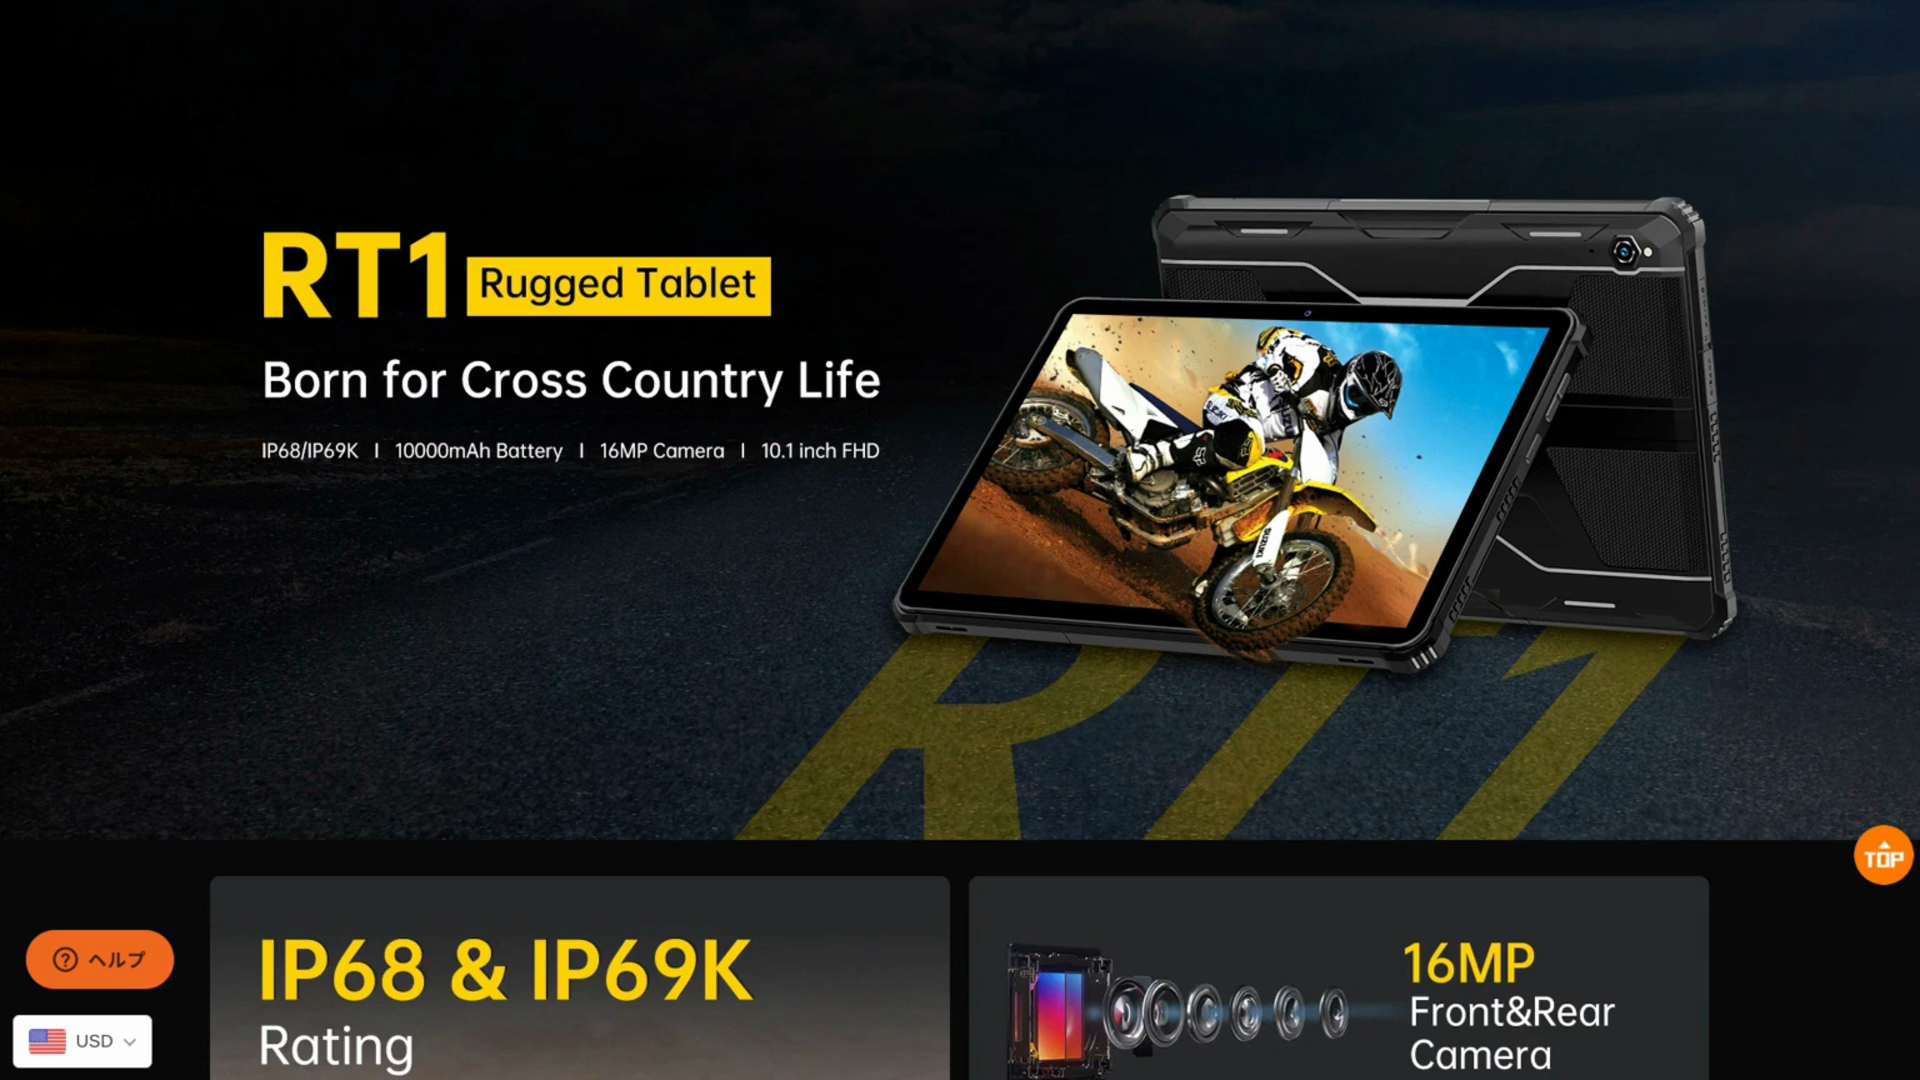 RT1 Rugged Tablet
Born for Cross Country Life
IP68/IP69K | 10000mAh Battery | 16MP Camera | 10.1 inch FHD
SUZUKI
RT1
TOP
IP68 & IP69K
Rating
16MP
Front&Rear
Camera
ヘルプ
USD